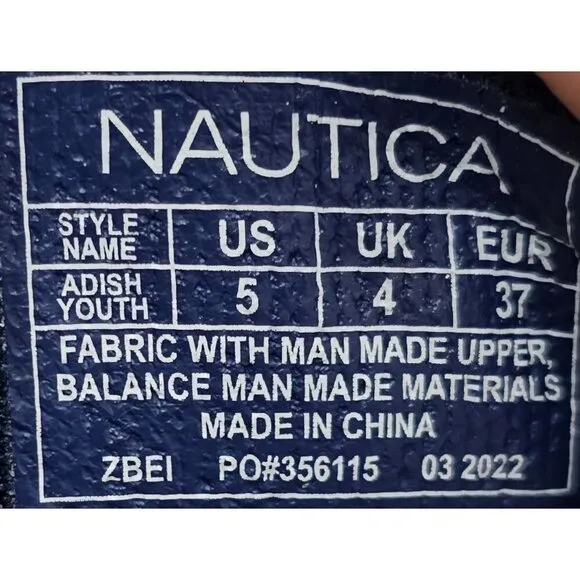 NAUTICA
STYLE NAME US UK EUR
ADISH YOUTH 5 4 37
FABRIC WITH MAN MADE UPPER,
BALANCE MAN MADE MATERIALS
MADE IN CHINA
ZBEI PO#356115 03 2022